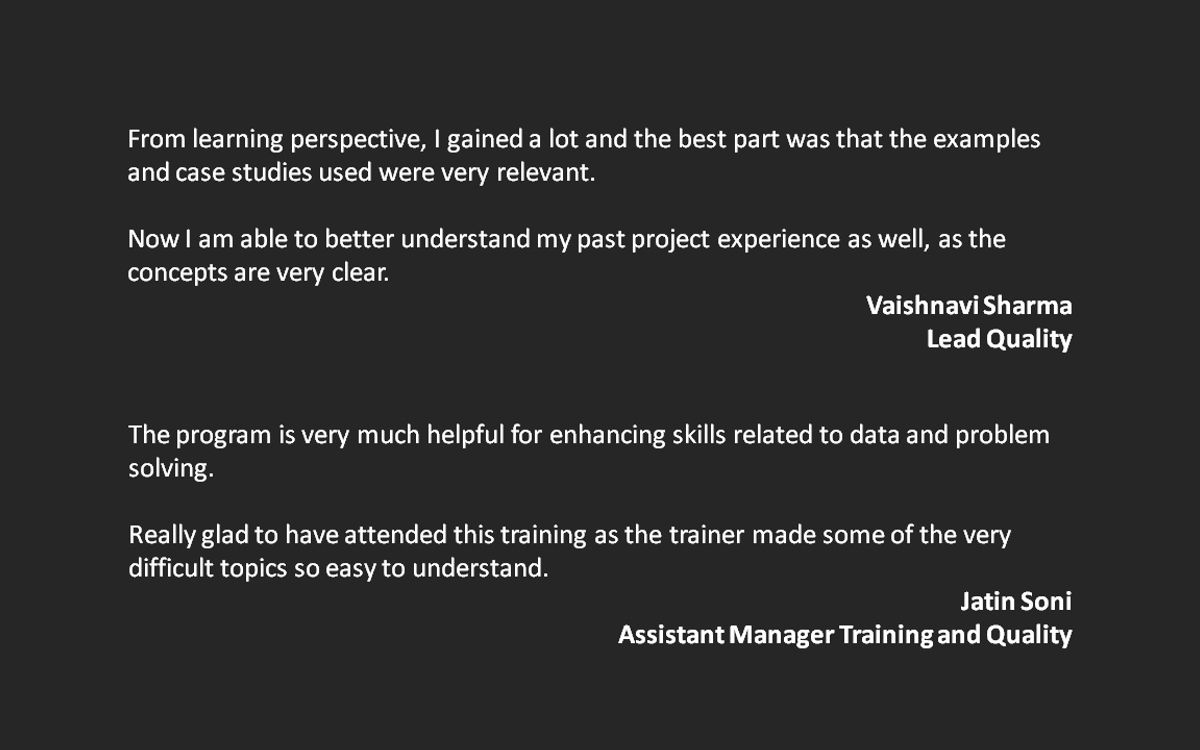 From learning perspective, I gained a lot and the best part was that the examples
and case studies used were very relevant.
Now I am able to better understand my past project experience as well, as the
concepts are very clear.
Vaishnavi Sharma
Lead Quality
The program is very much helpful for enhancing skills related to data and problem
solving.
Really glad to have attended this training as the trainer made some of the very
difficult topics so easy to understand.
Jatin Soni
Assistant Manager Training and Quality